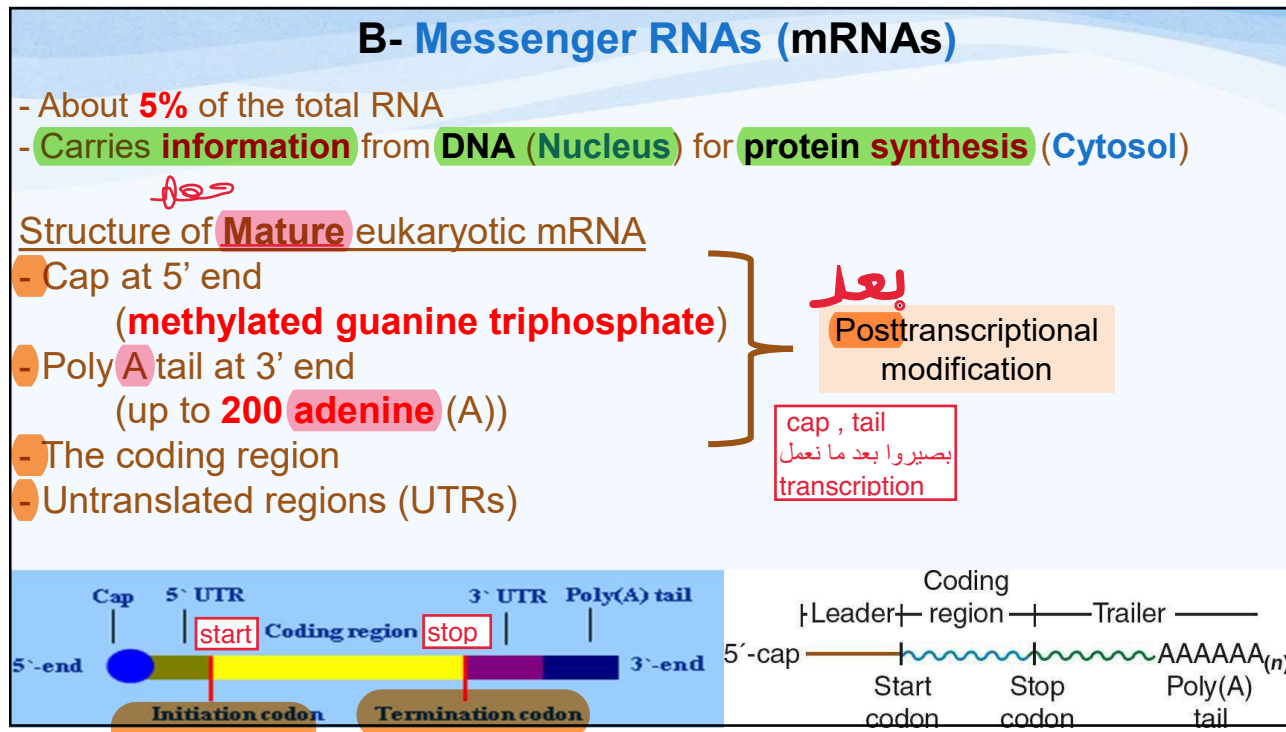 B- Messenger RNAs (mRNAs)
- About 5% of the total RNA
- Carries information from DNA (Nucleus) for protein synthesis (Cytosol)
Structure of Mature eukaryotic mRNA
- Cap at 5’ end
(methylated guanine triphosphate)
- Poly A tail at 3’ end
(up to 200 adenine (A))
- The coding region
- Untranslated regions (UTRs)
بعد
Posttranscriptional
modification
cap , tail
بصيروا بعد ما نعمل
transcription
Cap 5` UTR 3` UTR Poly(A) tail
start Coding region stop
5`-end 3`-end
Initiation codon Termination codon
Coding
Leader region Trailer
5´-cap AAAAAA(n)
Start Stop Poly(A)
codon codon tail